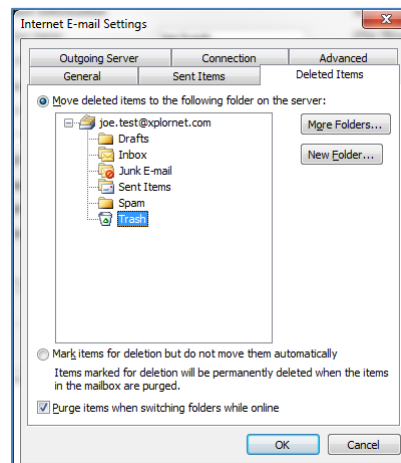 Internet E-mail Settings
Outgoing Server
Connection
Advanced
General
Sent Items
Deleted Items
Move deleted items to the following folder on the server:
joe.test@xplornet.com
Drafts
Inbox
Junk E-mail
Sent Items
Spam
Trash
More Folders...
New Folder...
Mark items for deletion but do not move them automatically
Items marked for deletion will be permanently deleted when the items
in the mailbox are purged.
Purge items when switching folders while online
OK
Cancel